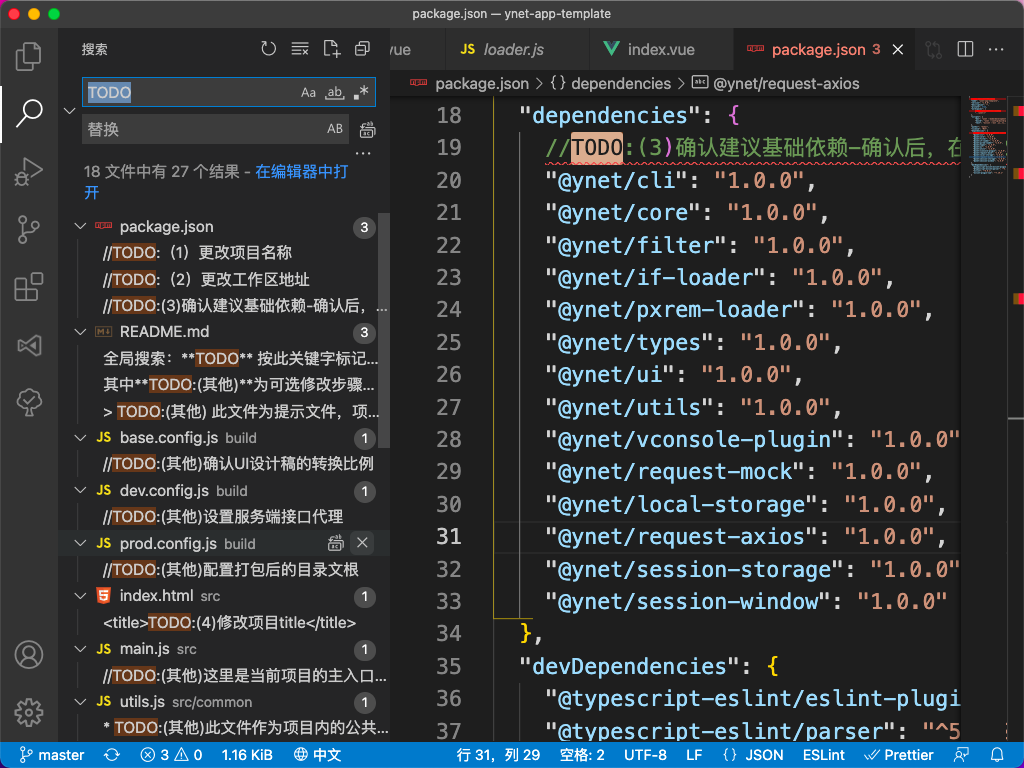 package.json — ynet-app-template
搜索
vue
JS loader.js
index.vue
package.json 3
package.json > {} dependencies > abc @ynet/request-axios
TODO
Aa ab .*
替换
AB
...
18 文件中有 27 个结果 - 在编辑器中打
开
package.json 3
//TODO:（1）更改项目名称
//TODO:（2）更改工作区地址
//TODO:(3)确认建议基础依赖-确认后，...
README.md 3
全局搜索：**TODO** 按此关键字标记...
其中**TODO:(其他)**为可选修改步骤...
> TODO:(其他) 此文件为提示文件，项...
JS base.config.js build 1
//TODO:(其他)确认UI设计稿的转换比例
JS dev.config.js build 1
//TODO:(其他)设置服务端接口代理
JS prod.config.js build
//TODO:(其他)配置打包后的目录文根
index.html src 1
<title>TODO:(4)修改项目title</title>
JS main.js src 1
//TODO:(其他)这里是当前项目的主入口...
JS utils.js src/common 1
* TODO:(其他)此文件作为项目内的公共...
18 "dependencies": {
19 //TODO:(3)确认建议基础依赖-确认后，在
20 "@ynet/cli": "1.0.0",
21 "@ynet/core": "1.0.0",
22 "@ynet/filter": "1.0.0",
23 "@ynet/if-loader": "1.0.0",
24 "@ynet/pxrem-loader": "1.0.0",
25 "@ynet/types": "1.0.0",
26 "@ynet/ui": "1.0.0",
27 "@ynet/utils": "1.0.0",
28 "@ynet/vconsole-plugin": "1.0.0"
29 "@ynet/request-mock": "1.0.0",
30 "@ynet/local-storage": "1.0.0",
31 "@ynet/request-axios": "1.0.0",
32 "@ynet/session-storage": "1.0.0"
33 "@ynet/session-window": "1.0.0"
34 },
35 "devDependencies": {
36 "@typescript-eslint/eslint-plugi
37 "@typescript-eslint/parser": "^5
master
3
0
1.16 KiB
中文
行 31，列 29
空格: 2
UTF-8
LF
{} JSON
ESLint
Prettier